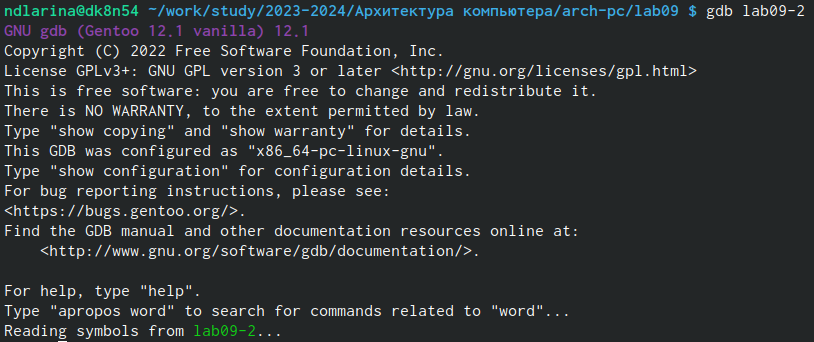 ndlarina@dk8n54 ~/work/study/2023-2024/Архитектура компьютера/arch-pc/lab09 $ gdb lab09-2
GNU gdb (Gentoo 12.1 vanilla) 12.1
Copyright (C) 2022 Free Software Foundation, Inc.
License GPLv3+: GNU GPL version 3 or later <http://gnu.org/licenses/gpl.html>
This is free software: you are free to change and redistribute it.
There is NO WARRANTY, to the extent permitted by law.
Type "show copying" and "show warranty" for details.
This GDB was configured as "x86_64-pc-linux-gnu".
Type "show configuration" for configuration details.
For bug reporting instructions, please see:
<https://bugs.gentoo.org/>.
Find the GDB manual and other documentation resources online at:
    <http://www.gnu.org/software/gdb/documentation/>.

For help, type "help".
Type "apropos word" to search for commands related to "word"...
Reading symbols from lab09-2...